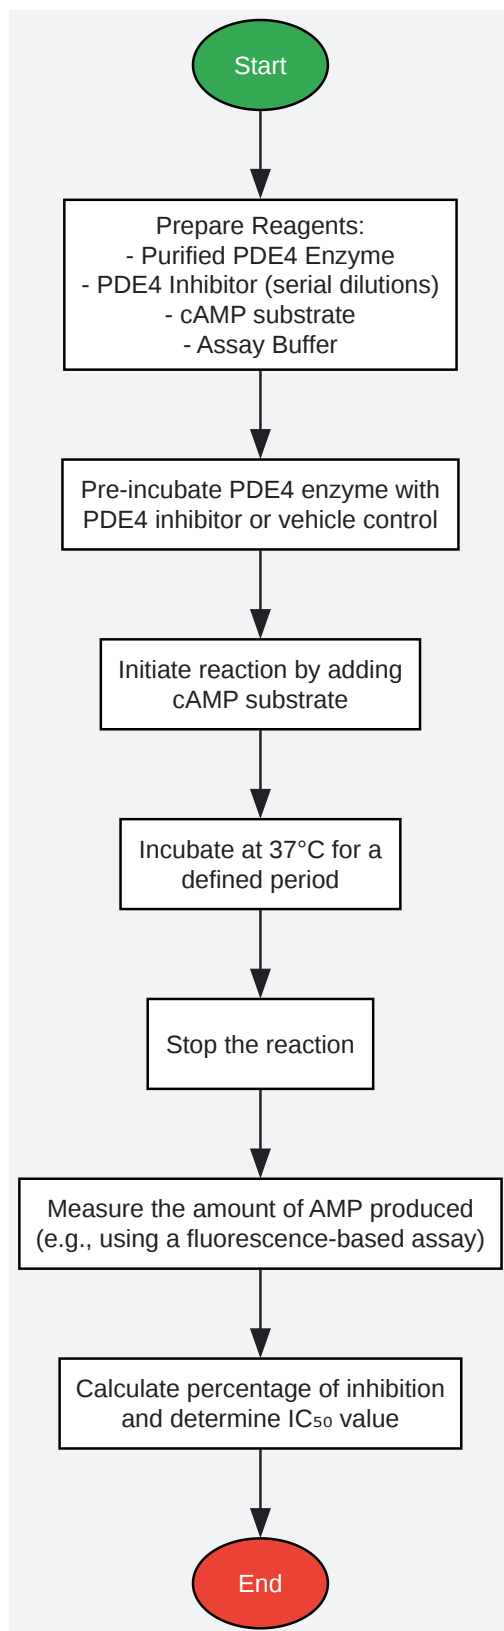 Start
Prepare Reagents:
- Purified PDE4 Enzyme
- PDE4 Inhibitor (serial dilutions)
- cAMP substrate
- Assay Buffer
Pre-incubate PDE4 enzyme with
PDE4 inhibitor or vehicle control
Initiate reaction by adding
cAMP substrate
Incubate at 37°C for a
defined period
Stop the reaction
Measure the amount of AMP produced
(e.g., using a fluorescence-based assay)
Calculate percentage of inhibition
and determine IC₅₀ value
End